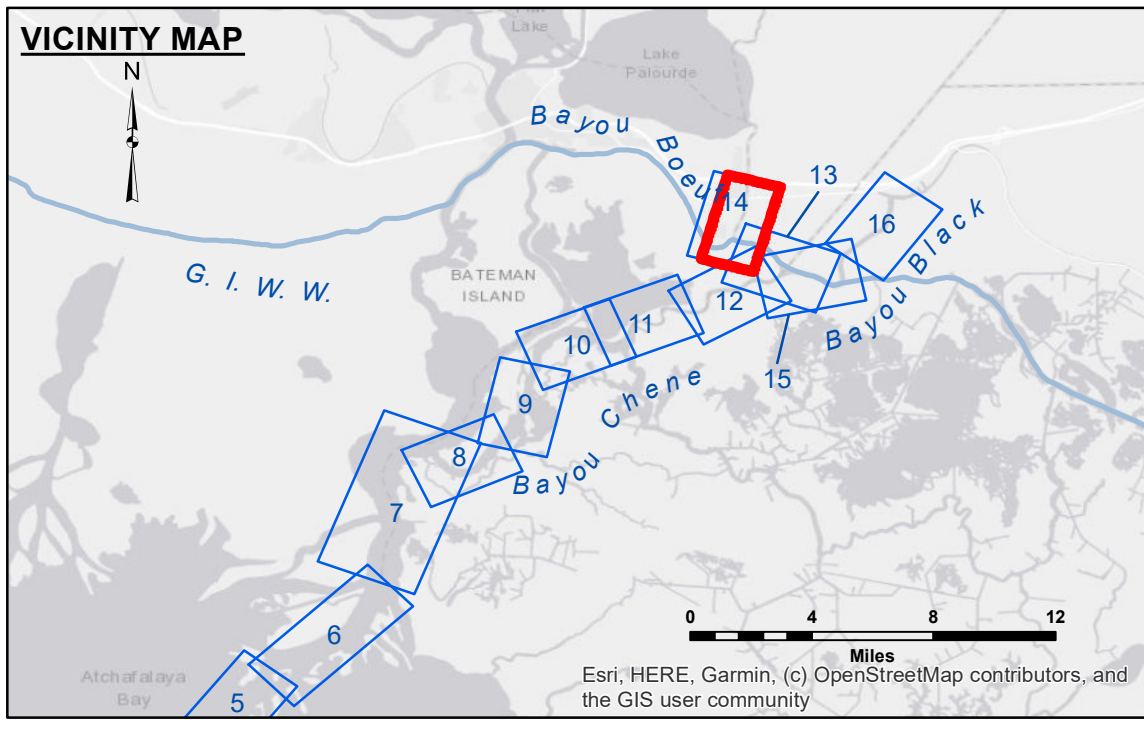 VICINITY MAP
N
Lake
Lake
Palourde
Bayou
Boeuf
13
14
16
Bayou Black
G. I. W. W.
BATEMAN
ISLAND
12
11
10
15
9
Bayou Chene
8
7
6
5
Atchafalaya
Bay
0 4 8 12
Miles
Esri, HERE, Garmin, (c) OpenStreetMap contributors, and
the GIS user community